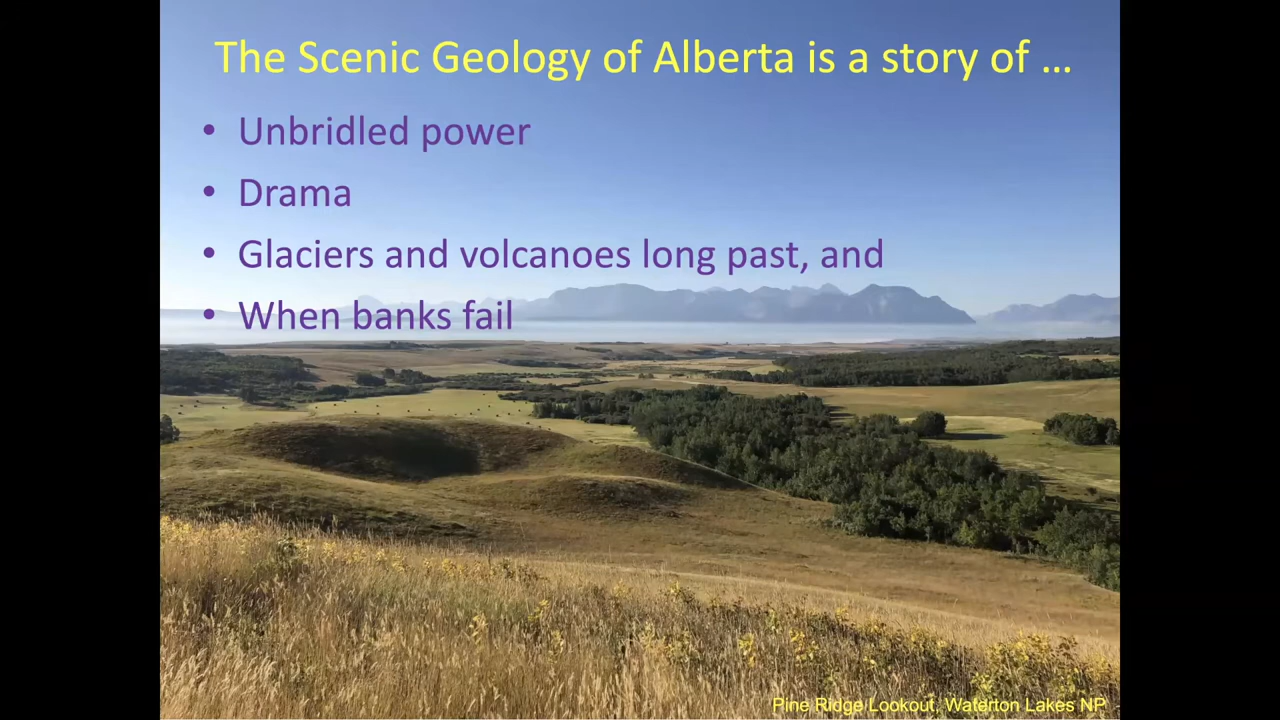 The Scenic Geology of Alberta is a story of …
• Unbridled power
• Drama
• Glaciers and volcanoes long past, and
• When banks fail
Pine Ridge Lookout, Waterton Lakes NP